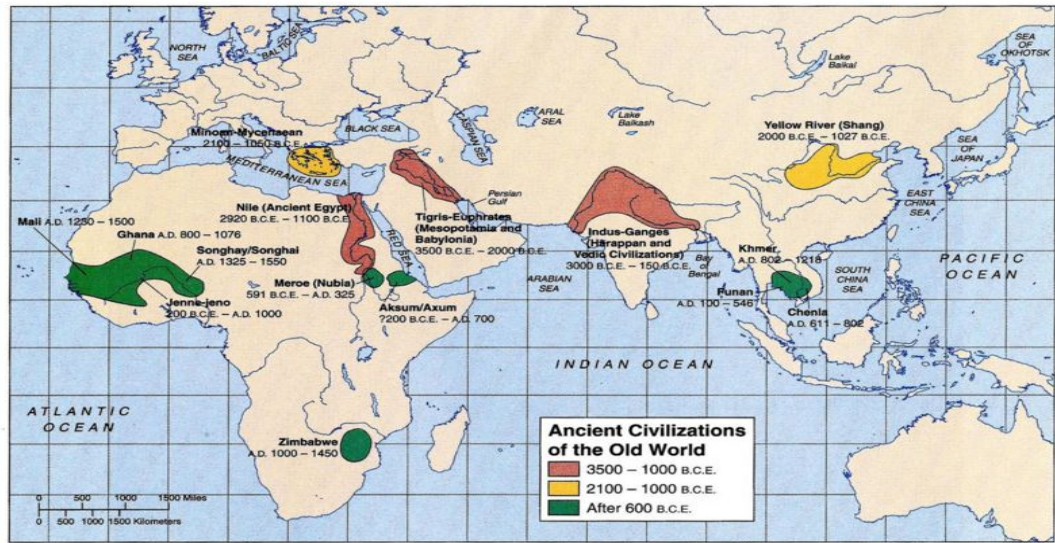 NORTH
SEA
BALTIC SEA
SEA
OF
OKHOTSK
Lake
Baikal
ARAL
SEA
Lake
Balkash
CASPIAN SEA
BLACK SEA
Minoan-Mycenaean
2100 – 1050 B.C.E.
MEDITERRANEAN SEA
Yellow River (Shang)
2000 B.C.E. – 1027 B.C.E.
SEA
OF
JAPAN
EAST
CHINA
SEA
Persian
Gulf
Nile (Ancient Egypt)
2920 B.C.E. – 1100 B.C.E.
Tigris-Euphrates
(Mesopotamia and
Babylonia)
3500 B.C.E. – 2000 B.C.E.
RED SEA
Mali A.D. 1230 – 1500
Ghana A.D. 800 – 1076
Songhay/Songhai
A.D. 1325 – 1550
Jenne-jeno
200 B.C.E. – A.D. 1000
Meroe (Nubia)
591 B.C.E. – A.D. 325
Aksum/Axum
?200 B.C.E. – A.D. 700
ARABIAN
SEA
Indus-Ganges
(Harappan and
Vedic Civilizations)
3000 B.C.E. – 150 B.C.E.
Bay
of
Bengal
Khmer
A.D. 802 – 1218
Funan
A.D. 100 – 546
Chenla
A.D. 611 – 802
SOUTH
CHINA
SEA
PACIFIC
OCEAN
INDIAN OCEAN
ATLANTIC
OCEAN
Zimbabwe
A.D. 1000 – 1450
Ancient Civilizations
of the Old World
3500 – 1000 B.C.E.
2100 – 1000 B.C.E.
After 600 B.C.E.
0 500 1000 1500 Miles
0 500 1000 1500 Kilometers